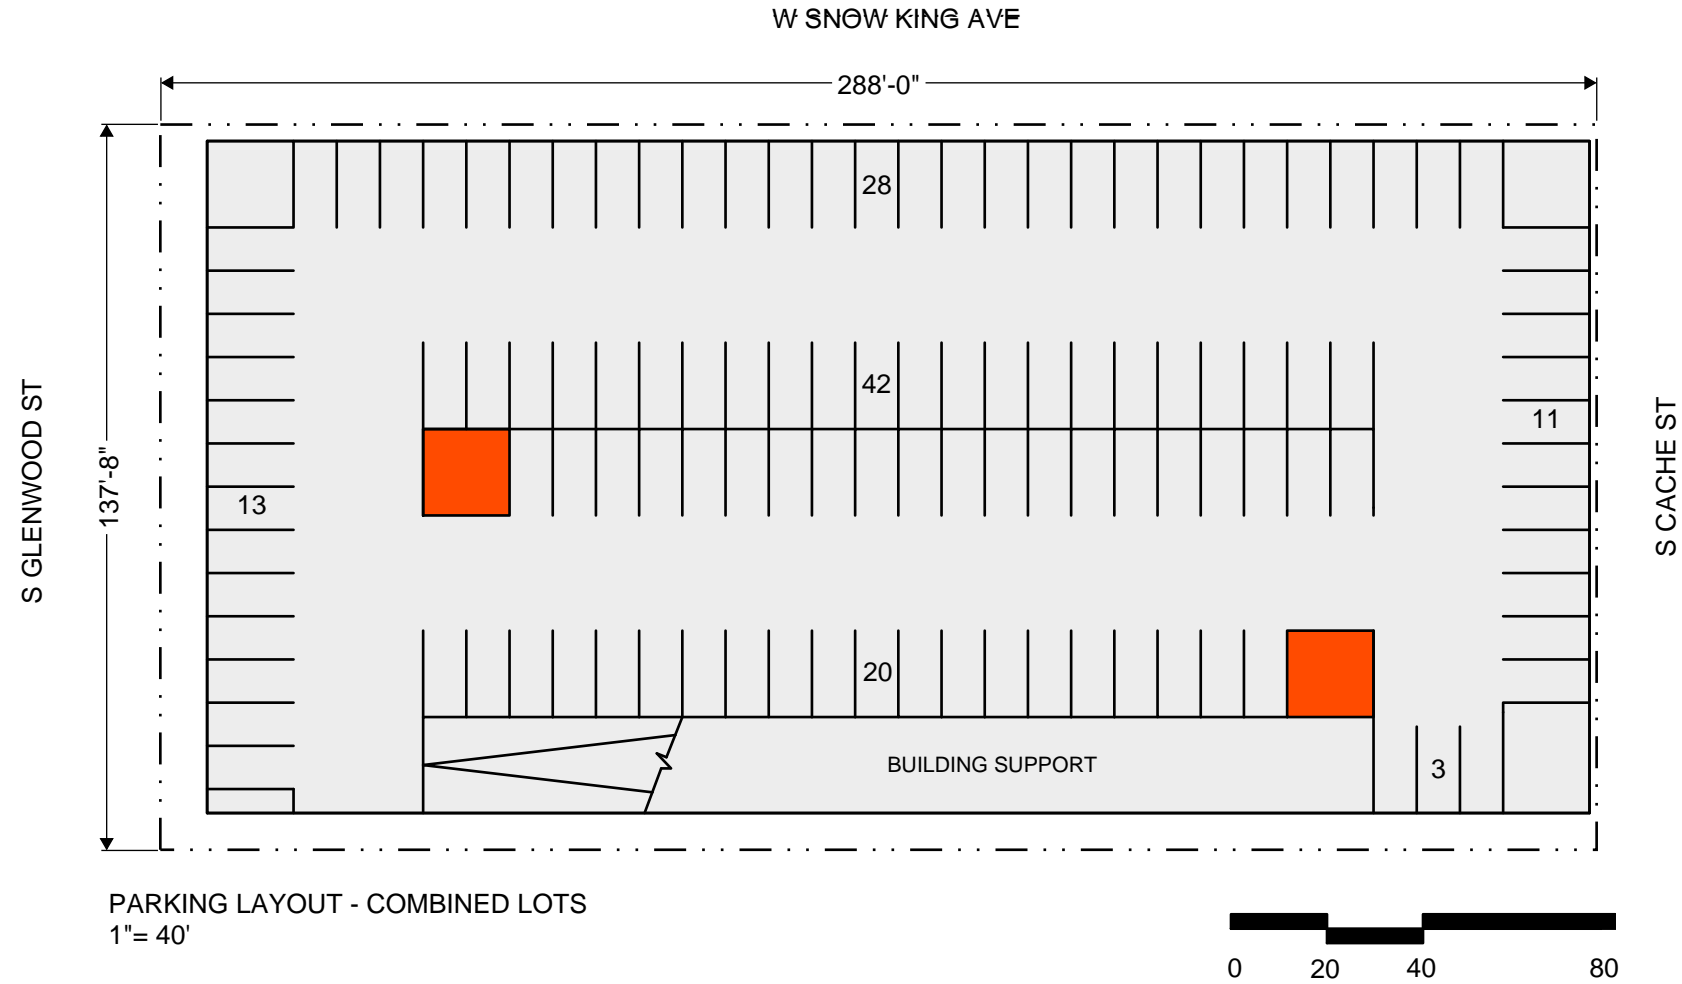 W SNOW KING AVE
288'-0"
28
42
11
S GLENWOOD ST
137'-8"
13
S CACHE ST
20
BUILDING SUPPORT
3
PARKING LAYOUT - COMBINED LOTS
1"= 40'
0 20 40 80